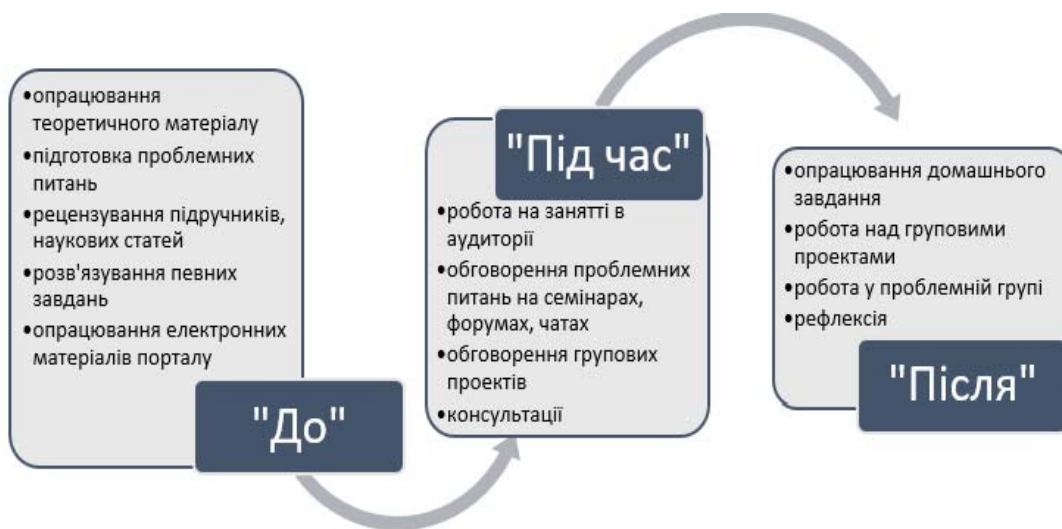 •опрацювання
теоретичного матеріалу
•підготовка проблемних
питань
•рецензування підручників,
наукових статей
•розв'язування певних
завдань
•опрацювання електронних
матеріалів порталу
"До"
"Під час"
•робота на занятті в
аудиторії
•обговорення проблемних
питань на семінарах,
форумах, чатах
•обговорення групових
проектів
•консультації
•опрацювання домашнього
завдання
•робота над груповими
проектами
•робота у проблемній групі
•рефлексія
"Після"